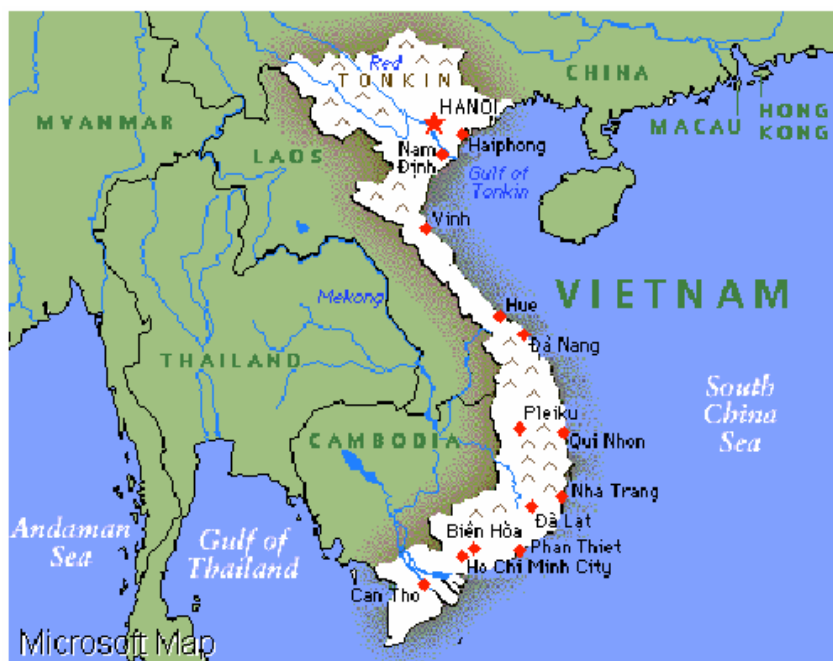 Red
TONKIN
CHINA
HANOI
MYANMAR
MACAU
HONG
KONG
Haiphong
LAOS
Nam
Định
Gulf of
Tonkin
Vinh
VIETNAM
Mekong
Hue
Đà Nang
THAILAND
South
China
Sea
Pleiku
CAMBODIA
Qui Nhon
Nha Trang
Andaman
Sea
Gulf of
Thailand
Đà Lạt
Biên Hòa
Phan Thiet
Ho Chi Minh City
Can Tho
Microsoft Map